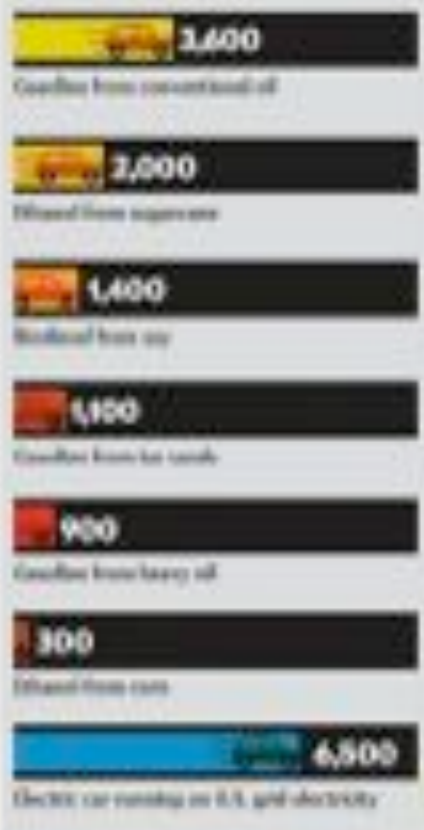 3,600
Gasoline from conventional oil
2,000
Ethanol from sugarcane
1,400
Biodiesel from soy
1,100
Gasoline from tar sands
900
Gasoline from heavy oil
300
Ethanol from corn
6,500
Electric car running on U.S. grid electricity